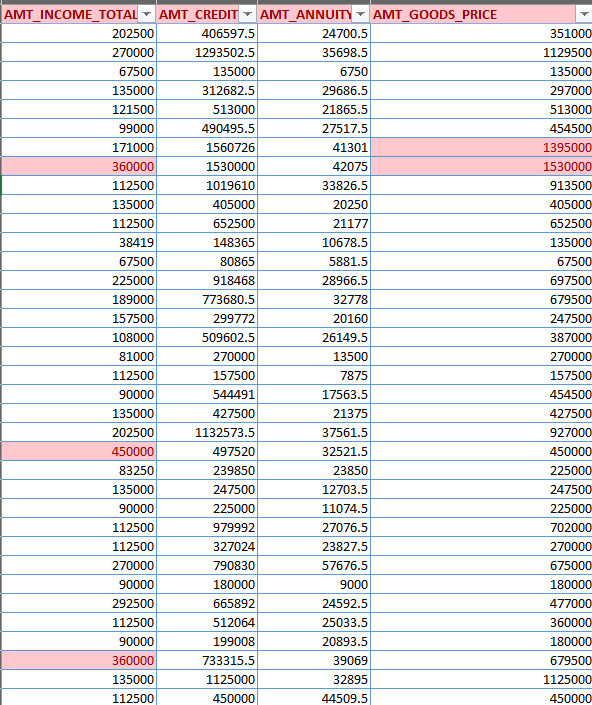 AMT_INCOME_TOTAL AMT_CREDIT AMT_ANNUITY AMT_GOODS_PRICE
202500 406597.5 24700.5 351000
270000 1293502.5 35698.5 1129500
67500 135000 6750 135000
135000 312682.5 29686.5 297000
121500 513000 21865.5 513000
99000 490495.5 27517.5 454500
171000 1560726 41301 1395000
360000 1530000 42075 1530000
112500 1019610 33826.5 913500
135000 405000 20250 405000
112500 652500 21177 652500
38419 148365 10678.5 135000
67500 80865 5881.5 67500
225000 918468 28966.5 697500
189000 773680.5 32778 679500
157500 299772 20160 247500
108000 509602.5 26149.5 387000
81000 270000 13500 270000
112500 157500 7875 157500
90000 544491 17563.5 454500
135000 427500 21375 427500
202500 1132573.5 37561.5 927000
450000 497520 32521.5 450000
83250 239850 23850 225000
135000 247500 12703.5 247500
90000 225000 11074.5 225000
112500 979992 27076.5 702000
112500 327024 23827.5 270000
270000 790830 57676.5 675000
90000 180000 9000 180000
292500 665892 24592.5 477000
112500 512064 25033.5 360000
90000 199008 20893.5 180000
360000 733315.5 39069 679500
135000 1125000 32895 1125000
112500 450000 44509.5 450000